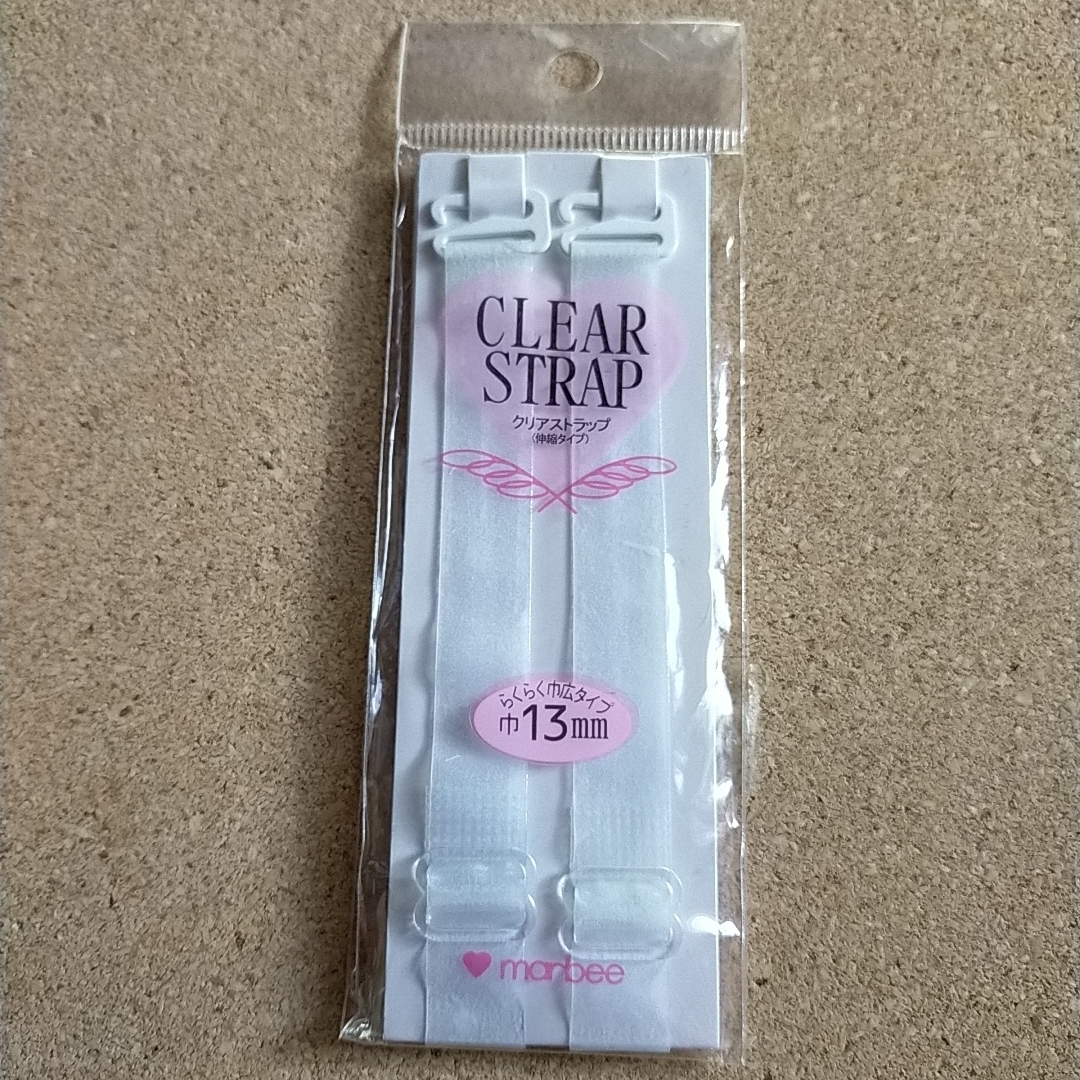 CLEAR
STRAP
クリアストラップ
(伸縮タイプ)
らくらく巾広タイプ
巾13mm
marbee